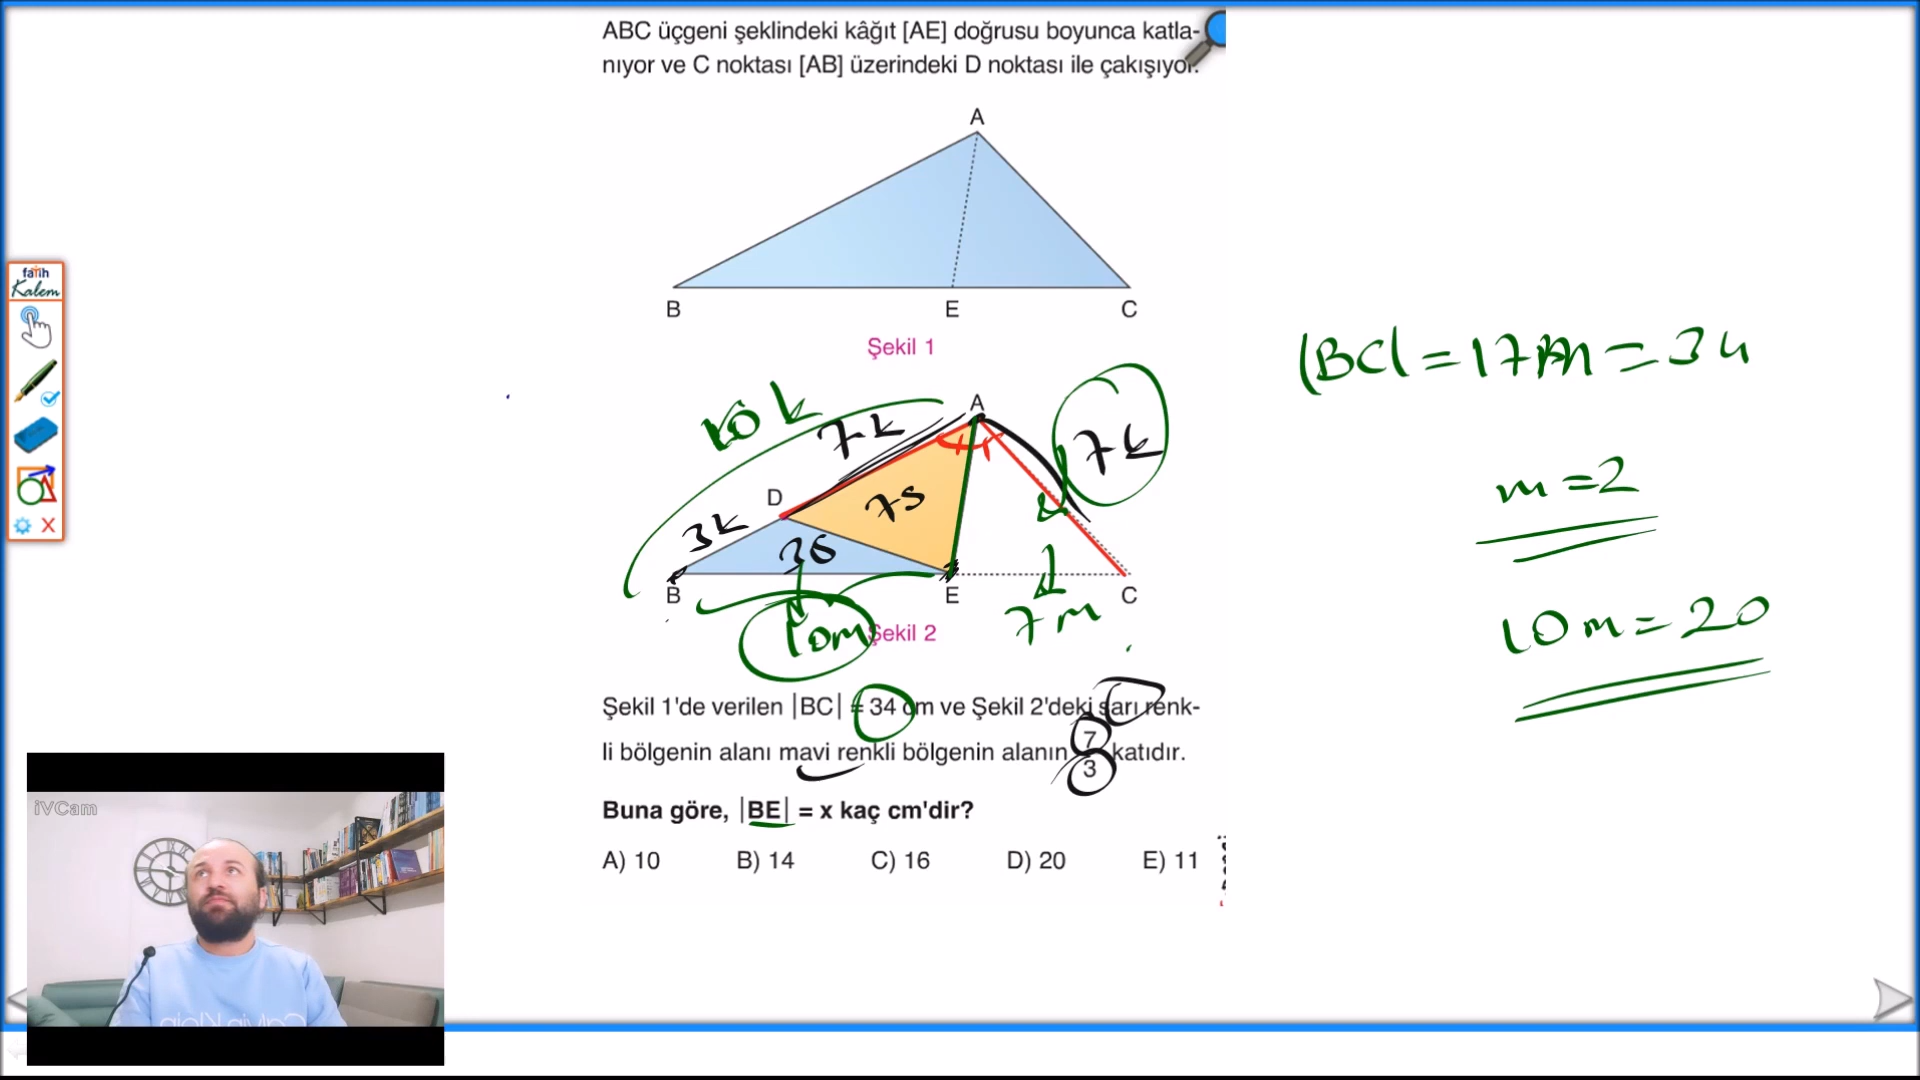 ABC üçgeni şeklindeki kâğıt [AE] doğrusu boyunca katla-
nıyor ve C noktası [AB] üzerindeki D noktası ile çakışıyor.
A
B
E
C
Şekil 1
fatih
Kalem
|BC| = 17m = 34
m = 2
10m = 20
10k
7k
A
7k
D
3k
7S
3S
B
E
C
10m
7m
Şekil 2
Şekil 1'de verilen |BC| = 34 cm ve Şekil 2'deki sarı renk-
li bölgenin alanı mavi renkli bölgenin alanın 7/3 katıdır.
Buna göre, |BE| = x kaç cm'dir?
A) 10 B) 14 C) 16 D) 20 E) 11
iVCam